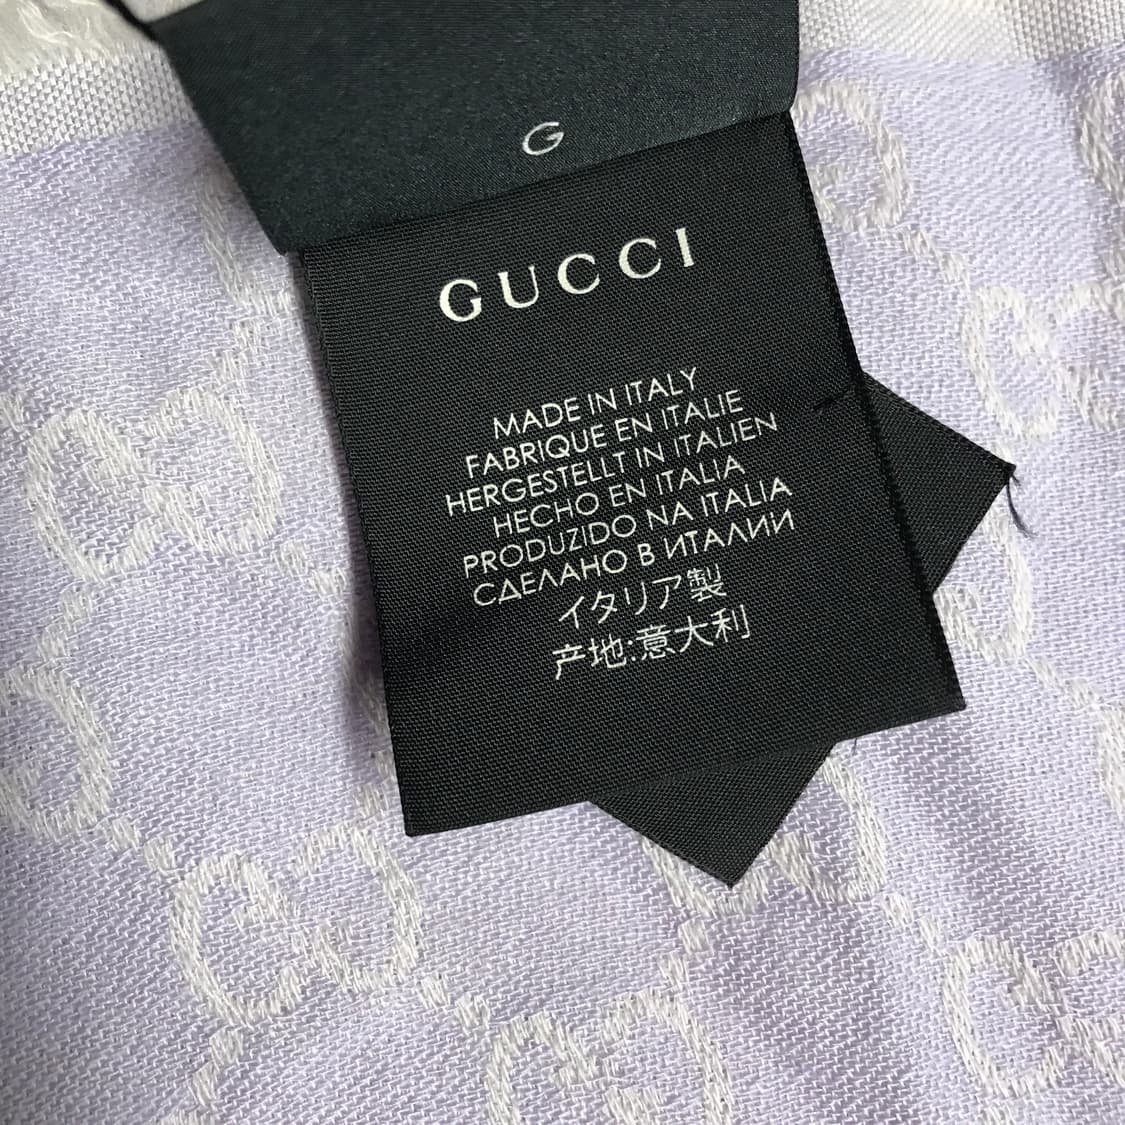 G
GUCCI
MADE IN ITALY
FABRIQUE EN ITALIE
HERGESTELLT IN ITALIEN
HECHO EN ITALIA
PRODUZIDO NA ITALIA
СДЕЛАНО В ИТАЛИИ
イタリア製
产地:意大利